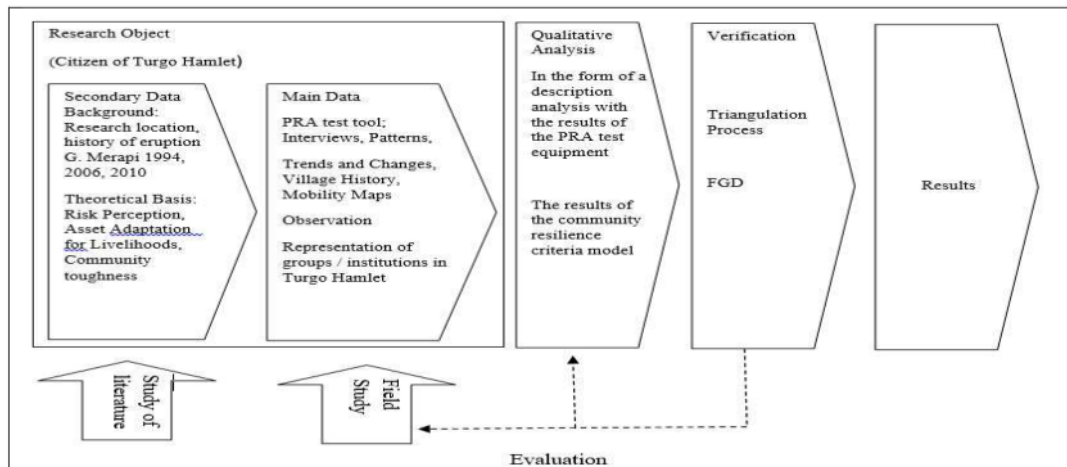 Research Object
(Citizen of Turgo Hamlet)
Secondary Data
Background:
Research location,
history of eruption
G. Merapi 1994,
2006, 2010
Theoretical Basis:
Risk Perception,
Asset Adaptation
for Livelihoods,
Community
toughness
Main Data
PRA test tool;
Interviews, Patterns,
Trends and Changes,
Village History,
Mobility Maps
Observation
Representation of
groups / institutions in
Turgo Hamlet
Qualitative
Analysis
In the form of a
description
analysis with
the results of
the PRA test
equipment
The results of
the community
resilience
criteria model
Verification
Triangulation
Process
FGD
Results
Study of
literature
Field
Study
Evaluation